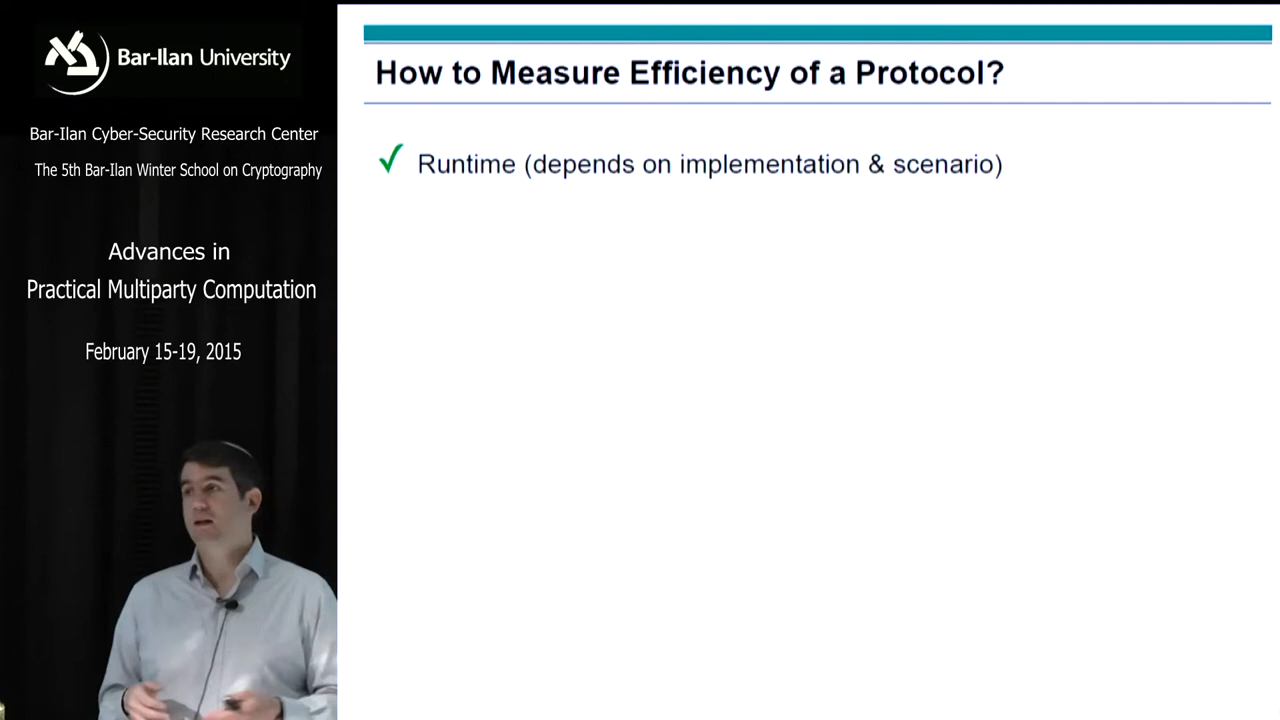 Bar-Ilan University
Bar-Ilan Cyber-Security Research Center
The 5th Bar-Ilan Winter School on Cryptography
Advances in
Practical Multiparty Computation
February 15-19, 2015
How to Measure Efficiency of a Protocol?
✓ Runtime (depends on implementation & scenario)